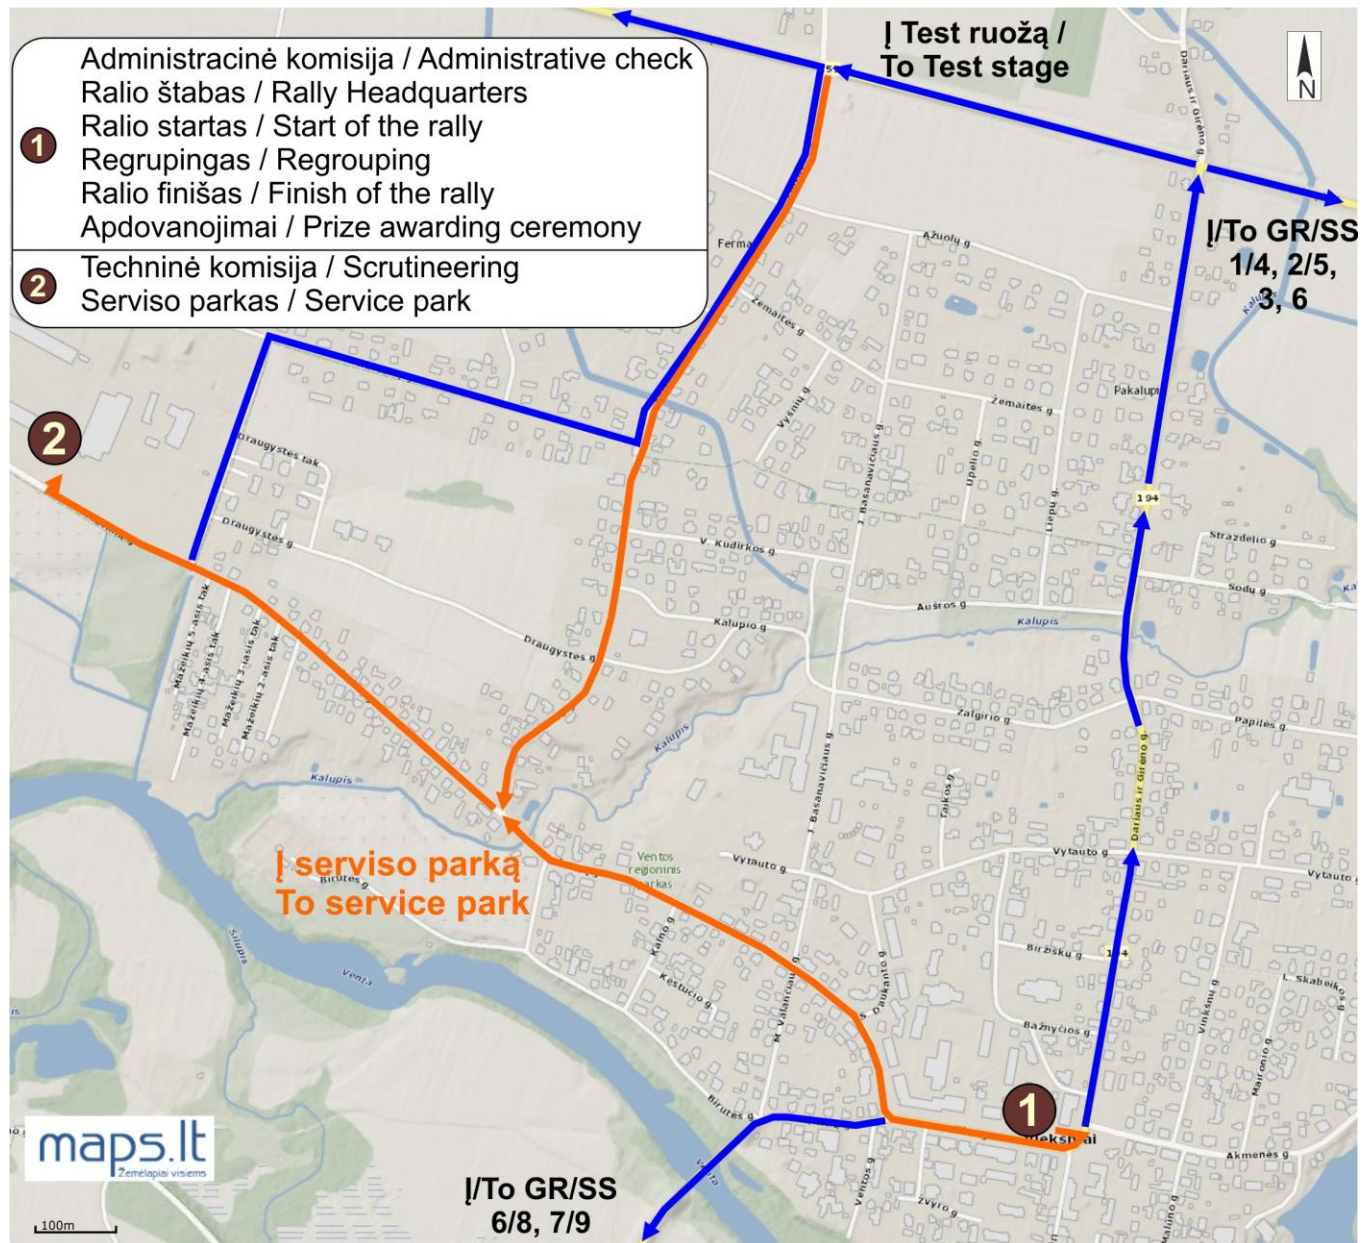 Administracinė komisija / Administrative check
Ralio štabas / Rally Headquarters
Ralio startas / Start of the rally
1
Regrupingas / Regrouping
Ralio finišas / Finish of the rally
Apdovanojimai / Prize awarding ceremony
2
Techninė komisija / Scrutineering
Serviso parkas / Service park
Į Test ruožą /
To Test stage
N
Dariaus ir Girėno g.
Į/To GR/SS
1/4, 2/5,
3, 6
Ferma
Ąžuolų g.
Žemaitės g.
Vyšnių g.
Žemaitės g.
Pakalupi
Upelio g.
Liepų g.
J. Basanavičiaus g.
194
2
Draugystės tak
Draugystės g.
V. Kudirkos g.
Strazdelio g
Sodų g.
Aušros g.
Kalupis
Kalupio g.
Draugystės g.
Mažeikių 5-asis tak
Mažeikių 4-asis tak
Mažeikių 3-iasis tak
Mažeikių 2-asis tak
Žalgirio g.
Papilės g.
Kalupis
J. Basanavičiaus g.
Taikos g.
Dariaus ir Girėno g.
Kalupis
Vytauto g.
Vytauto g.
Vytauto g.
Ventos
regioninis
parkas
Į serviso parką
To service park
Birutės g.
Kalno g.
Kęstučio g.
M. Valančiaus g.
S. Daukanto g.
Biržiškų g.
Bažnyčios g.
Vinkšnų g.
L. Skabeikos g
Maironio g.
Šilupis
Venta
Birutės g.
1
Akmenės g
Venta
Ventos g.
Žvyro g.
Malūno g.
Į/To GR/SS
6/8, 7/9
maps.lt
Žemėlapiai visiems
100m